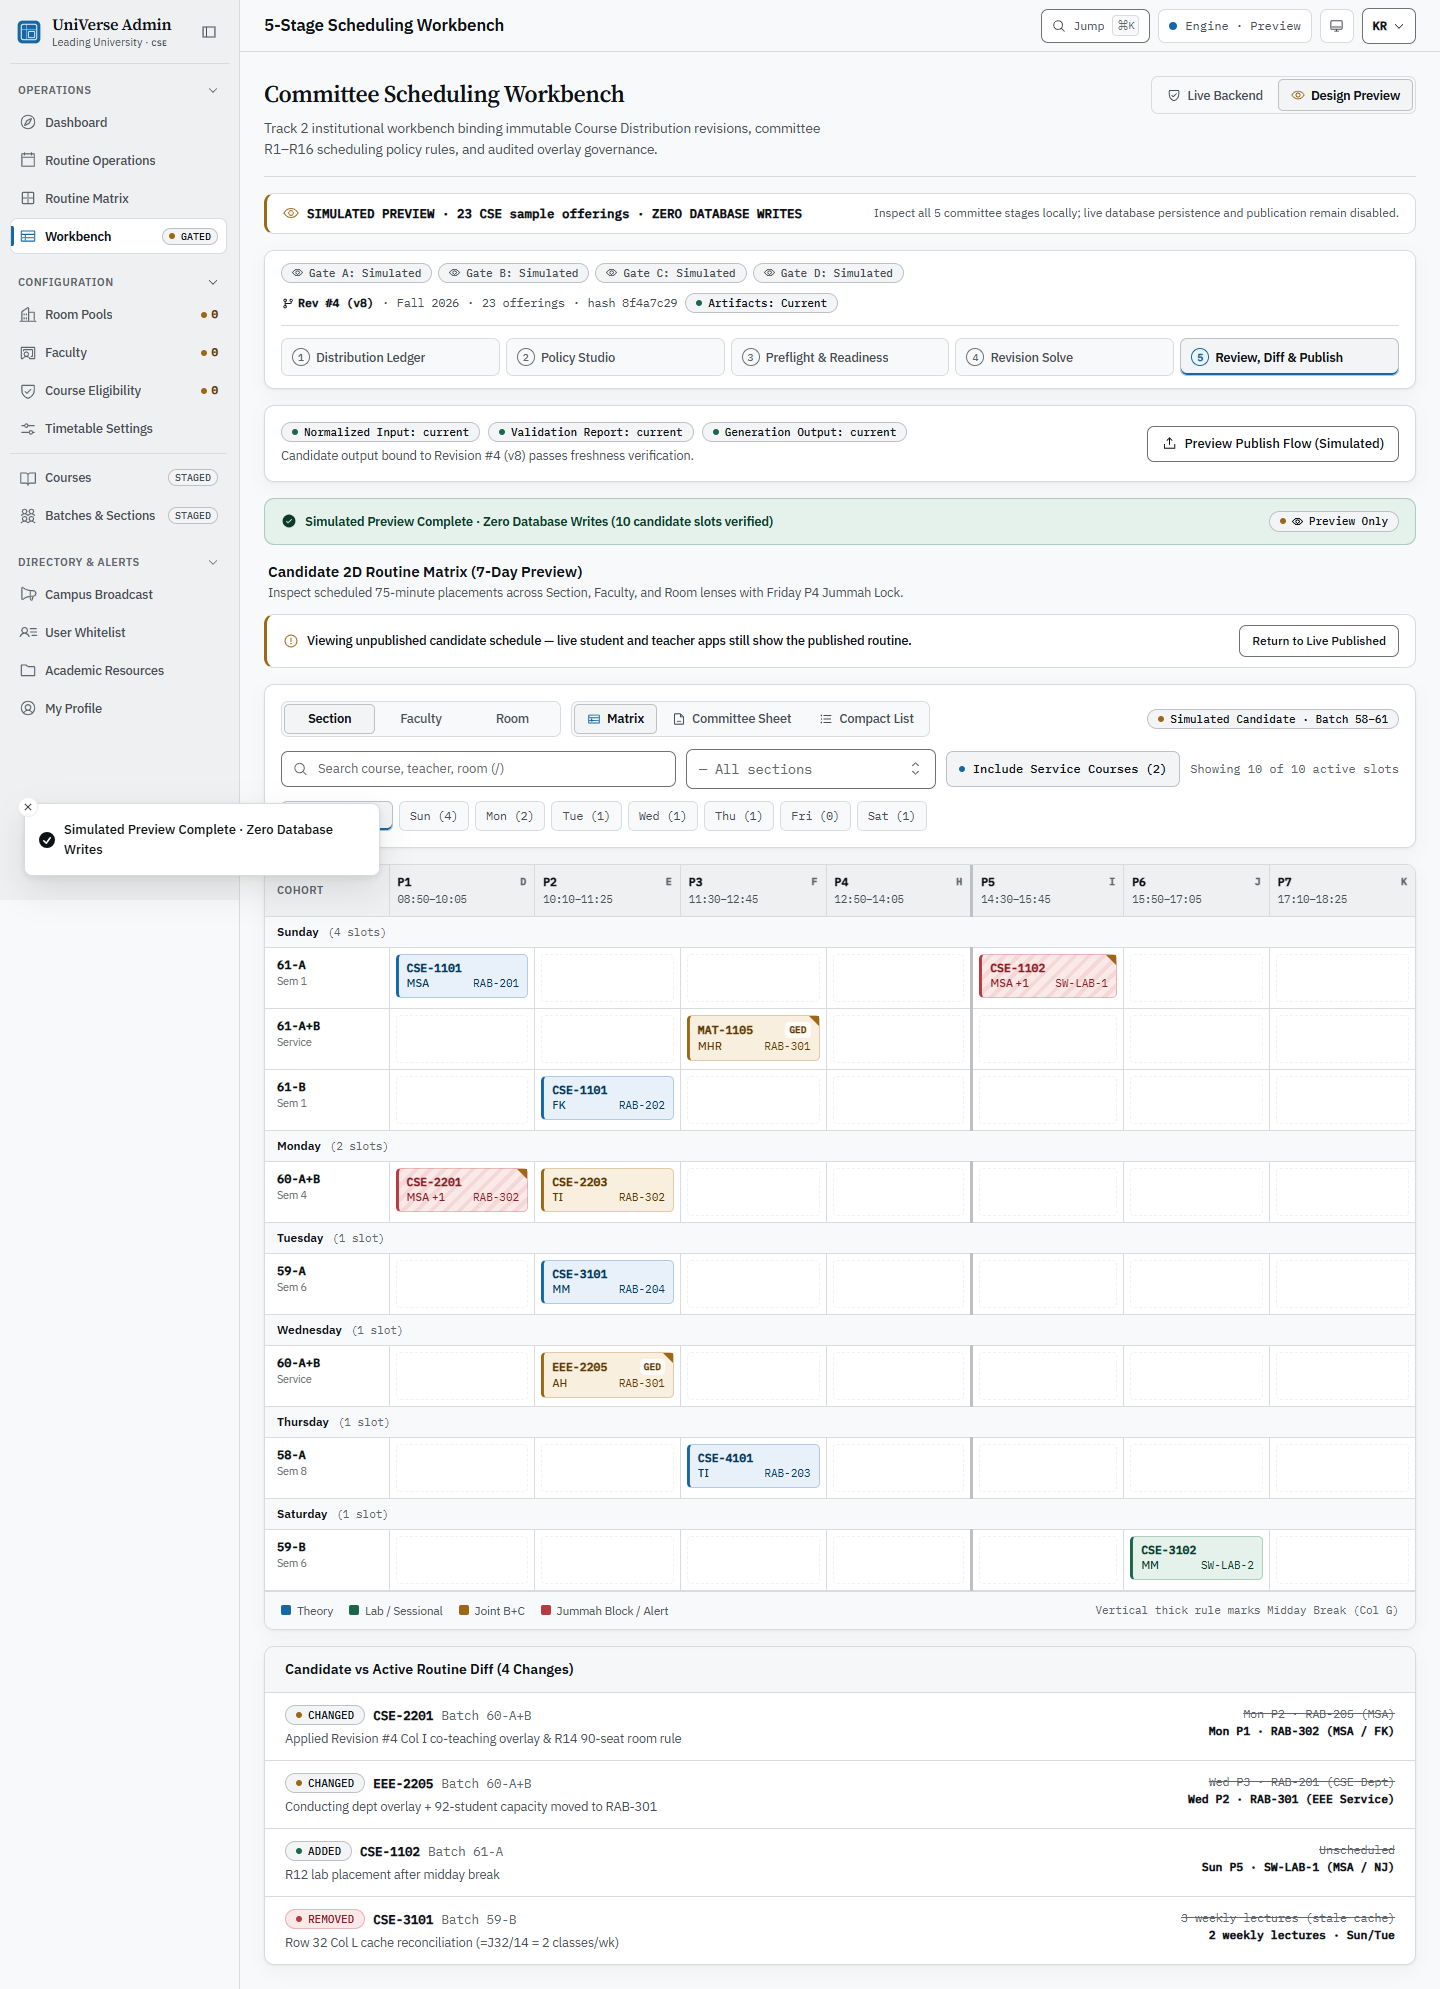 UniVerse Admin
Leading University · CSE
OPERATIONS
Dashboard
Routine Operations
Routine Matrix
Workbench GATED
CONFIGURATION
Room Pools 0
Faculty 0
Course Eligibility 0
Timetable Settings
Courses STAGED
Batches & Sections STAGED
DIRECTORY & ALERTS
Campus Broadcast
User Whitelist
Academic Resources
My Profile
5-Stage Scheduling Workbench
Jump ⌘K
Engine · Preview
KR
Committee Scheduling Workbench
Track 2 institutional workbench binding immutable Course Distribution revisions, committee
R1–R16 scheduling policy rules, and audited overlay governance.
Live Backend
Design Preview
SIMULATED PREVIEW · 23 CSE sample offerings · ZERO DATABASE WRITES
Inspect all 5 committee stages locally; live database persistence and publication remain disabled.
Gate A: Simulated
Gate B: Simulated
Gate C: Simulated
Gate D: Simulated
Rev #4 (v8) · Fall 2026 · 23 offerings · hash 8f4a7c29 Artifacts: Current
1 Distribution Ledger
2 Policy Studio
3 Preflight & Readiness
4 Revision Solve
5 Review, Diff & Publish
Normalized Input: current
Validation Report: current
Generation Output: current
Candidate output bound to Revision #4 (v8) passes freshness verification.
Preview Publish Flow (Simulated)
Simulated Preview Complete · Zero Database Writes (10 candidate slots verified)
Preview Only
Candidate 2D Routine Matrix (7-Day Preview)
Inspect scheduled 75-minute placements across Section, Faculty, and Room lenses with Friday P4 Jummah Lock.
Viewing unpublished candidate schedule — live student and teacher apps still show the published routine.
Return to Live Published
Section Faculty Room
Matrix Committee Sheet Compact List
Simulated Candidate · Batch 58–61
Search course, teacher, room (/)
— All sections
Include Service Courses (2)
Showing 10 of 10 active slots
Sun (4) Mon (2) Tue (1) Wed (1) Thu (1) Fri (0) Sat (1)
Simulated Preview Complete · Zero Database
Writes
COHORT
P1 D
08:50–10:05
P2 E
10:10–11:25
P3 F
11:30–12:45
P4 H
12:50–14:05
P5 I
14:30–15:45
P6 J
15:50–17:05
P7 K
17:10–18:25
Sunday (4 slots)
61-A
Sem 1
CSE-1101
MSA RAB-201
CSE-1102
MSA +1 SW-LAB-1
61-A+B
Service
MAT-1105 GED
MHR RAB-301
61-B
Sem 1
CSE-1101
FK RAB-202
Monday (2 slots)
60-A+B
Sem 4
CSE-2201
MSA +1 RAB-302
CSE-2203
TI RAB-302
Tuesday (1 slot)
59-A
Sem 6
CSE-3101
MM RAB-204
Wednesday (1 slot)
60-A+B
Service
EEE-2205 GED
AH RAB-301
Thursday (1 slot)
58-A
Sem 8
CSE-4101
TI RAB-203
Saturday (1 slot)
59-B
Sem 6
CSE-3102
MM SW-LAB-2
Theory Lab / Sessional Joint B+C Jummah Block / Alert
Vertical thick rule marks Midday Break (Col G)
Candidate vs Active Routine Diff (4 Changes)
CHANGED CSE-2201 Batch 60-A+B
Applied Revision #4 Col I co-teaching overlay & R14 90-seat room rule
Mon P2 · RAB-205 (MSA)
Mon P1 · RAB-302 (MSA / FK)
CHANGED EEE-2205 Batch 60-A+B
Conducting dept overlay + 92-student capacity moved to RAB-301
Wed P3 · RAB-201 (CSE Dept)
Wed P2 · RAB-301 (EEE Service)
ADDED CSE-1102 Batch 61-A
R12 lab placement after midday break
Unscheduled
Sun P5 · SW-LAB-1 (MSA / NJ)
REMOVED CSE-3101 Batch 59-B
Row 32 Col L cache reconciliation (=J32/14 = 2 classes/wk)
3 weekly lectures (stale cache)
2 weekly lectures · Sun/Tue